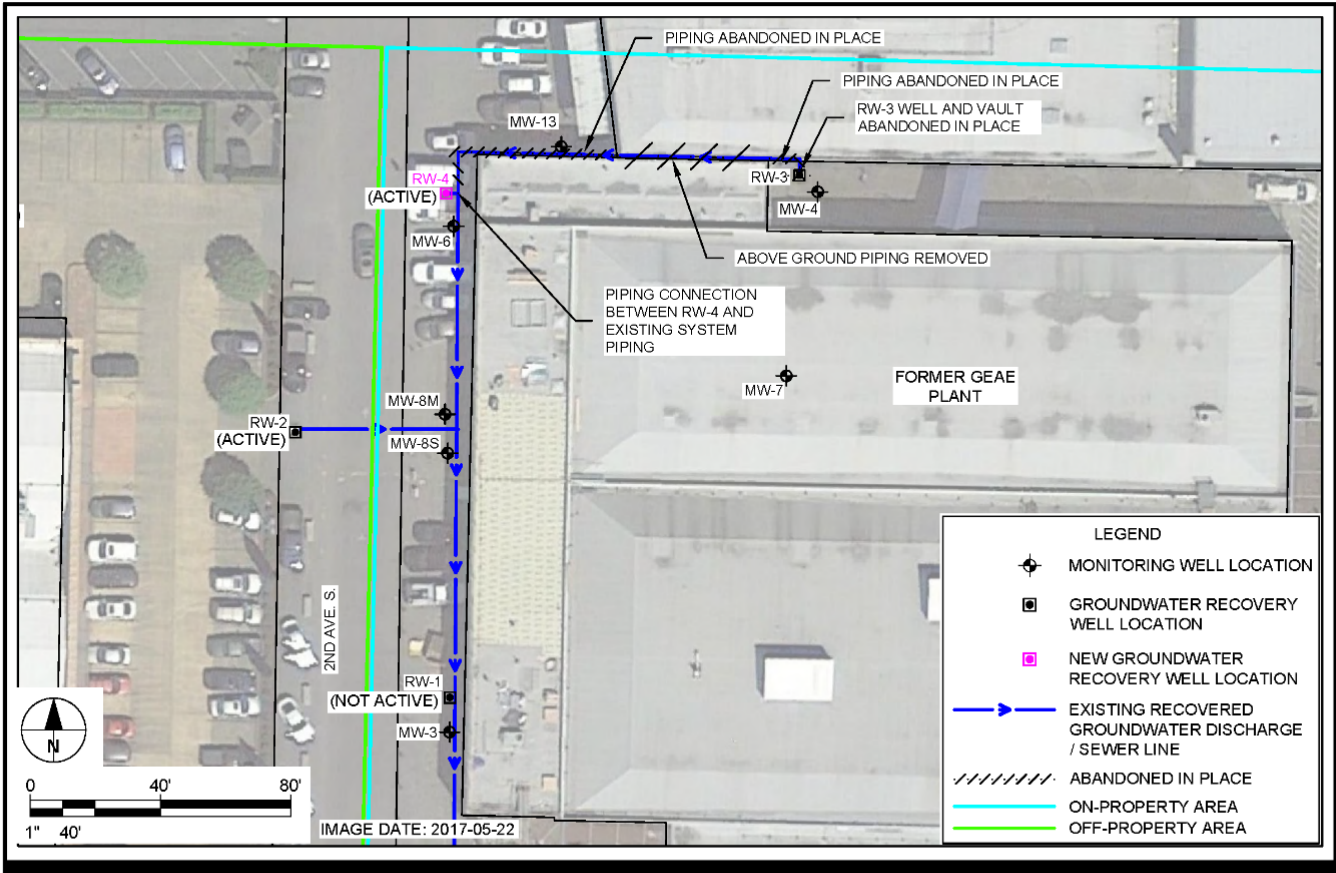 PIPING ABANDONED IN PLACE
PIPING ABANDONED IN PLACE
RW-3 WELL AND VAULT
ABANDONED IN PLACE
MW-13
RW-4
(ACTIVE)
RW-3
MW-4
MW-6
ABOVE GROUND PIPING REMOVED
PIPING CONNECTION
BETWEEN RW-4 AND
EXISTING SYSTEM
PIPING
MW-7
FORMER GEAE
PLANT
MW-8M
RW-2
(ACTIVE)
MW-8S
2ND AVE. S.
RW-1
(NOT ACTIVE)
MW-3
N
0 40' 80'
1" 40'
IMAGE DATE: 2017-05-22
LEGEND
MONITORING WELL LOCATION
GROUNDWATER RECOVERY
WELL LOCATION
NEW GROUNDWATER
RECOVERY WELL LOCATION
EXISTING RECOVERED
GROUNDWATER DISCHARGE
/ SEWER LINE
ABANDONED IN PLACE
ON-PROPERTY AREA
OFF-PROPERTY AREA